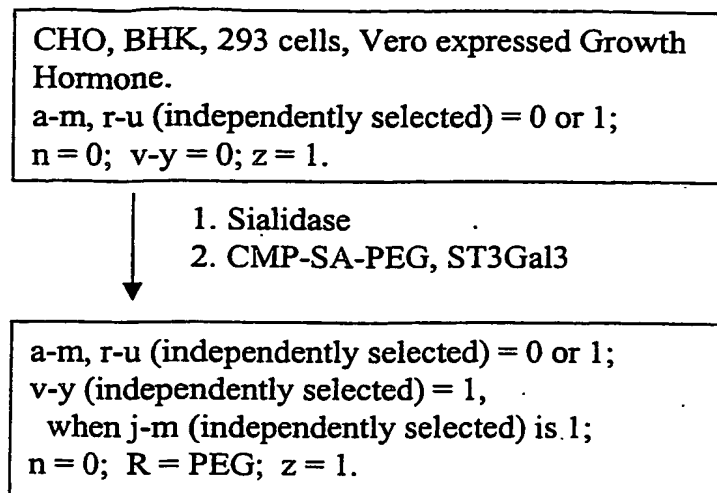 CHO, BHK, 293 cells, Vero expressed Growth
Hormone.
a-m, r-u (independently selected) = 0 or 1;
n = 0; v-y = 0; z = 1.
1. Sialidase
2. CMP-SA-PEG, ST3Gal3
a-m, r-u (independently selected) = 0 or 1;
v-y (independently selected) = 1,
when j-m (independently selected) is 1;
n = 0; R = PEG; z = 1.